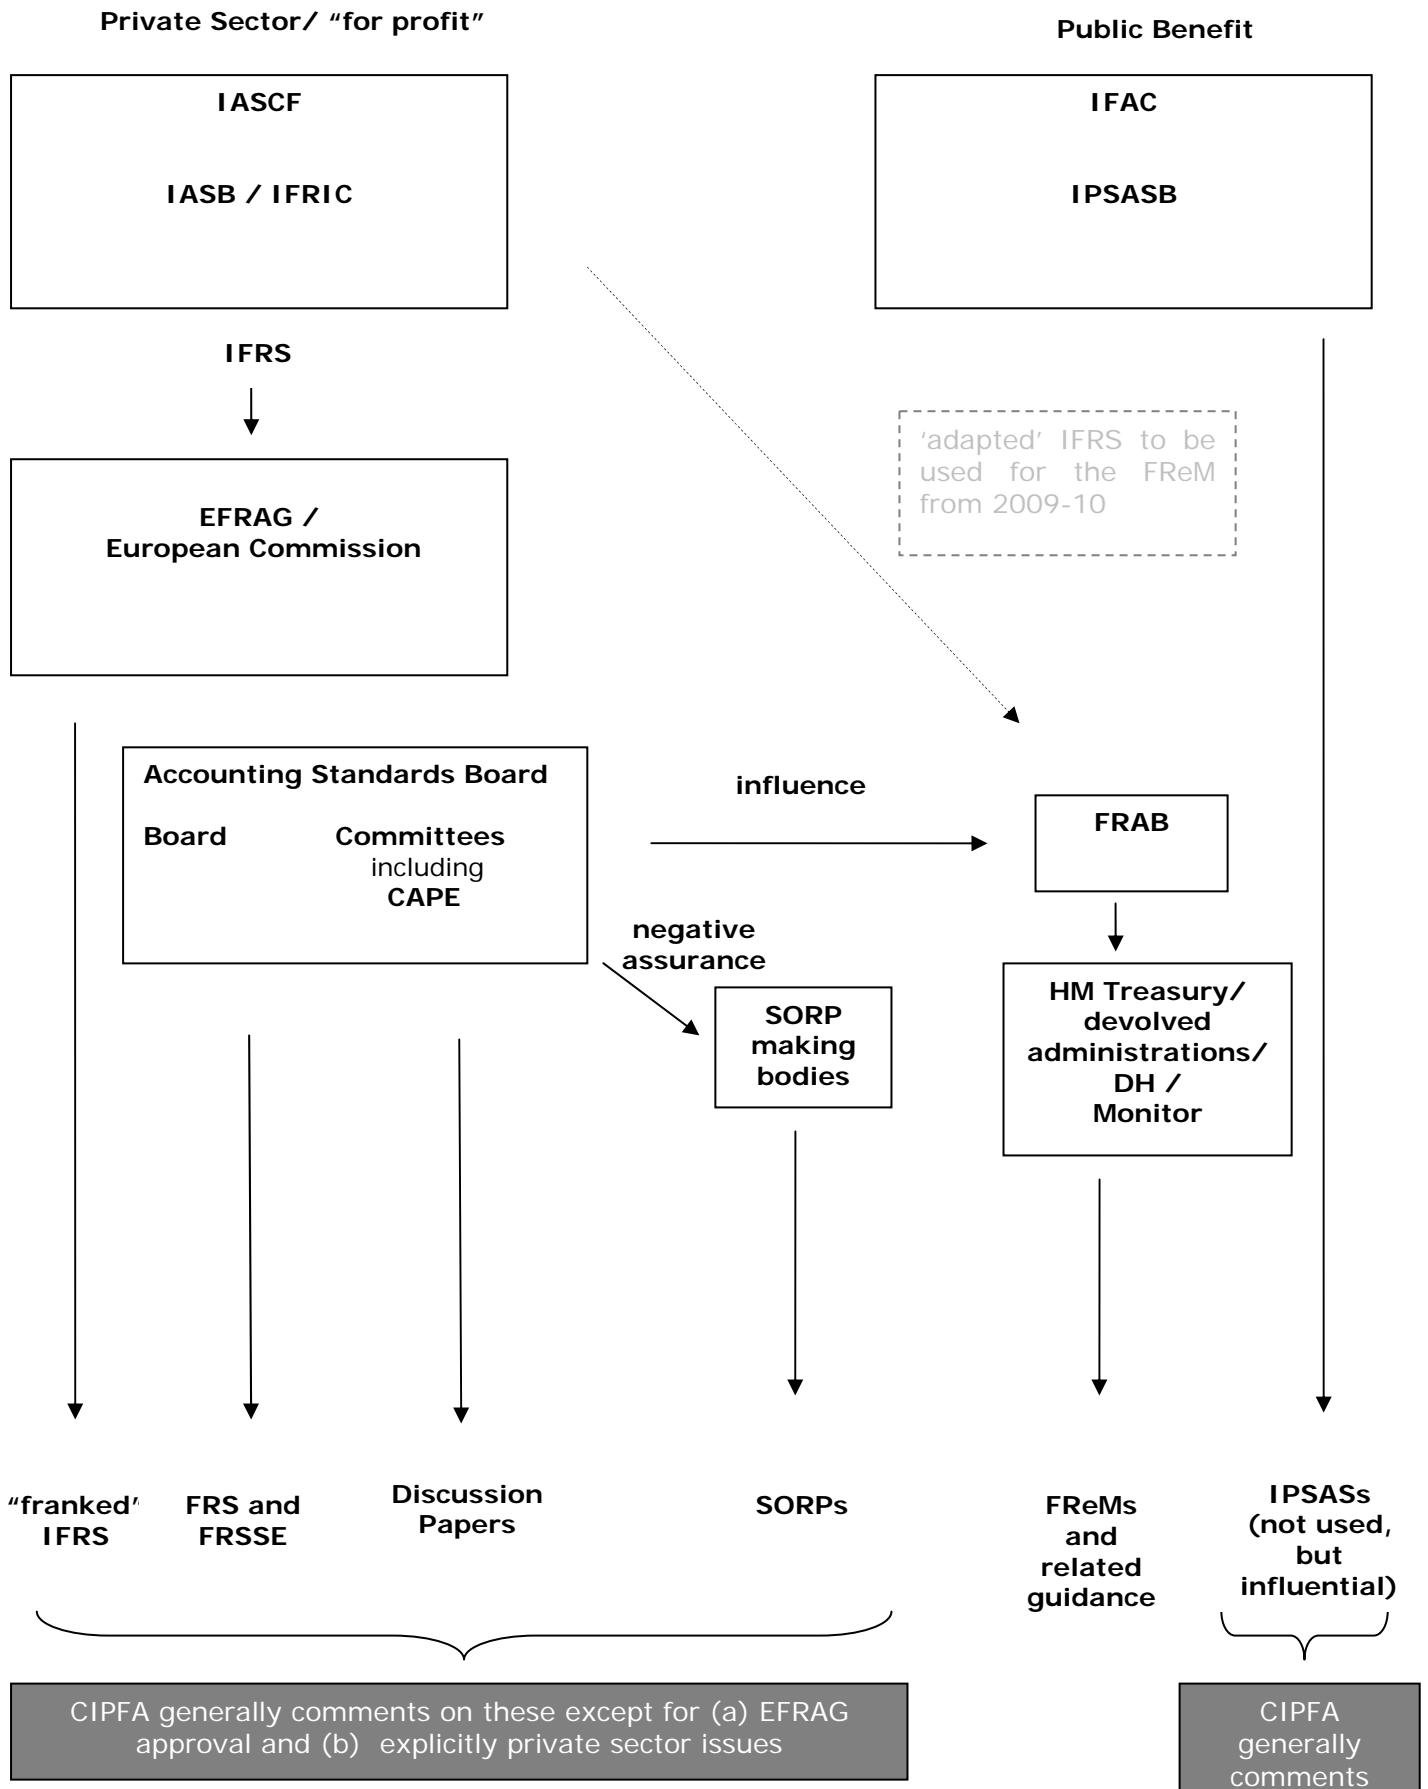 Private Sector/ “for profit”
Public Benefit
IASCF
IASB / IFRIC
IFAC
IPSASB
IFRS
‘adapted’ IFRS to be
used for the FReM
from 2009-10
EFRAG /
European Commission
Accounting Standards Board
Board
Committees
including
CAPE
influence
FRAB
negative
assurance
SORP
making
bodies
HM Treasury/
devolved
administrations/
DH /
Monitor
“franked”
IFRS
FRS and
FRSSE
Discussion
Papers
SORPs
FReMs
and
related
guidance
IPSASs
(not used,
but
influential)
CIPFA generally comments on these except for (a) EFRAG
approval and (b) explicitly private sector issues
CIPFA
generally
comments